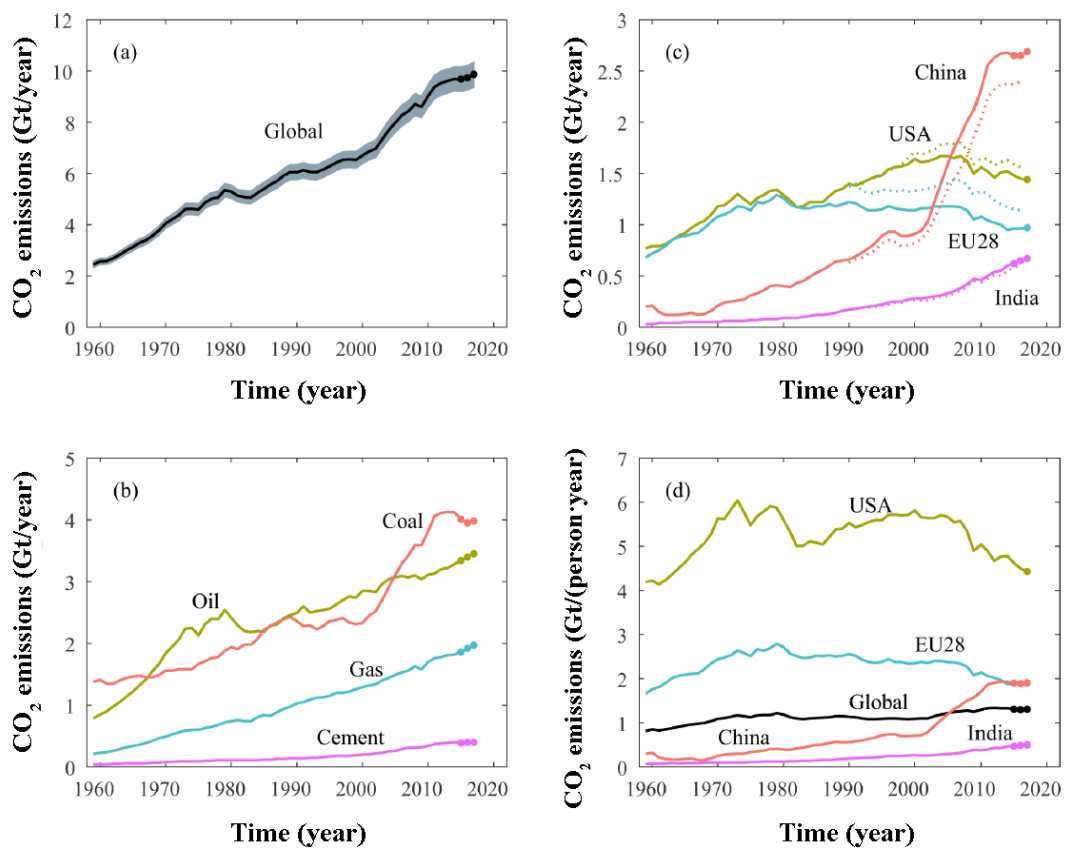 (a)
Global
CO₂ emissions (Gt/year)
12
10
8
6
4
2
0
1960 1970 1980 1990 2000 2010 2020
Time (year)
(c)
China
USA
EU28
India
CO₂ emissions (Gt/year)
3
2.5
2
1.5
1
0.5
0
1960 1970 1980 1990 2000 2010 2020
Time (year)
(b)
Coal
Oil
Gas
Cement
CO₂ emissions (Gt/year)
5
4
3
2
1
0
1960 1970 1980 1990 2000 2010 2020
Time (year)
(d)
USA
EU28
Global
China
India
CO₂ emissions (Gt/(person·year)
7
6
5
4
3
2
1
0
1960 1970 1980 1990 2000 2010 2020
Time (year)